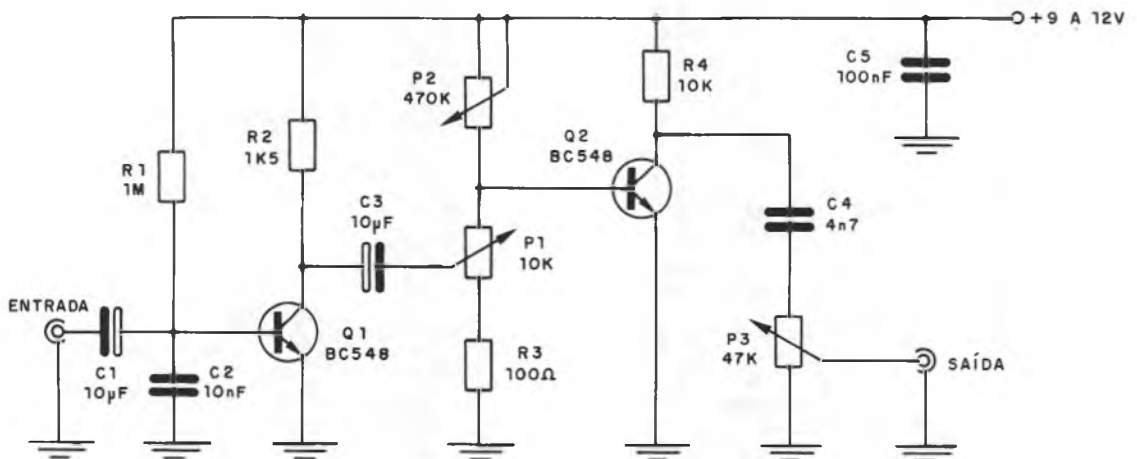 +9 A 12V
C5
100nF
P2
470K
R4
10K
R2
1K5
Q2
BC548
R1
1M
C3
10µF
C4
4n7
P1
10K
ENTRADA
Q1
BC548
P3
47K
R3
100Ω
SAÍDA
C1
10µF
C2
10nF